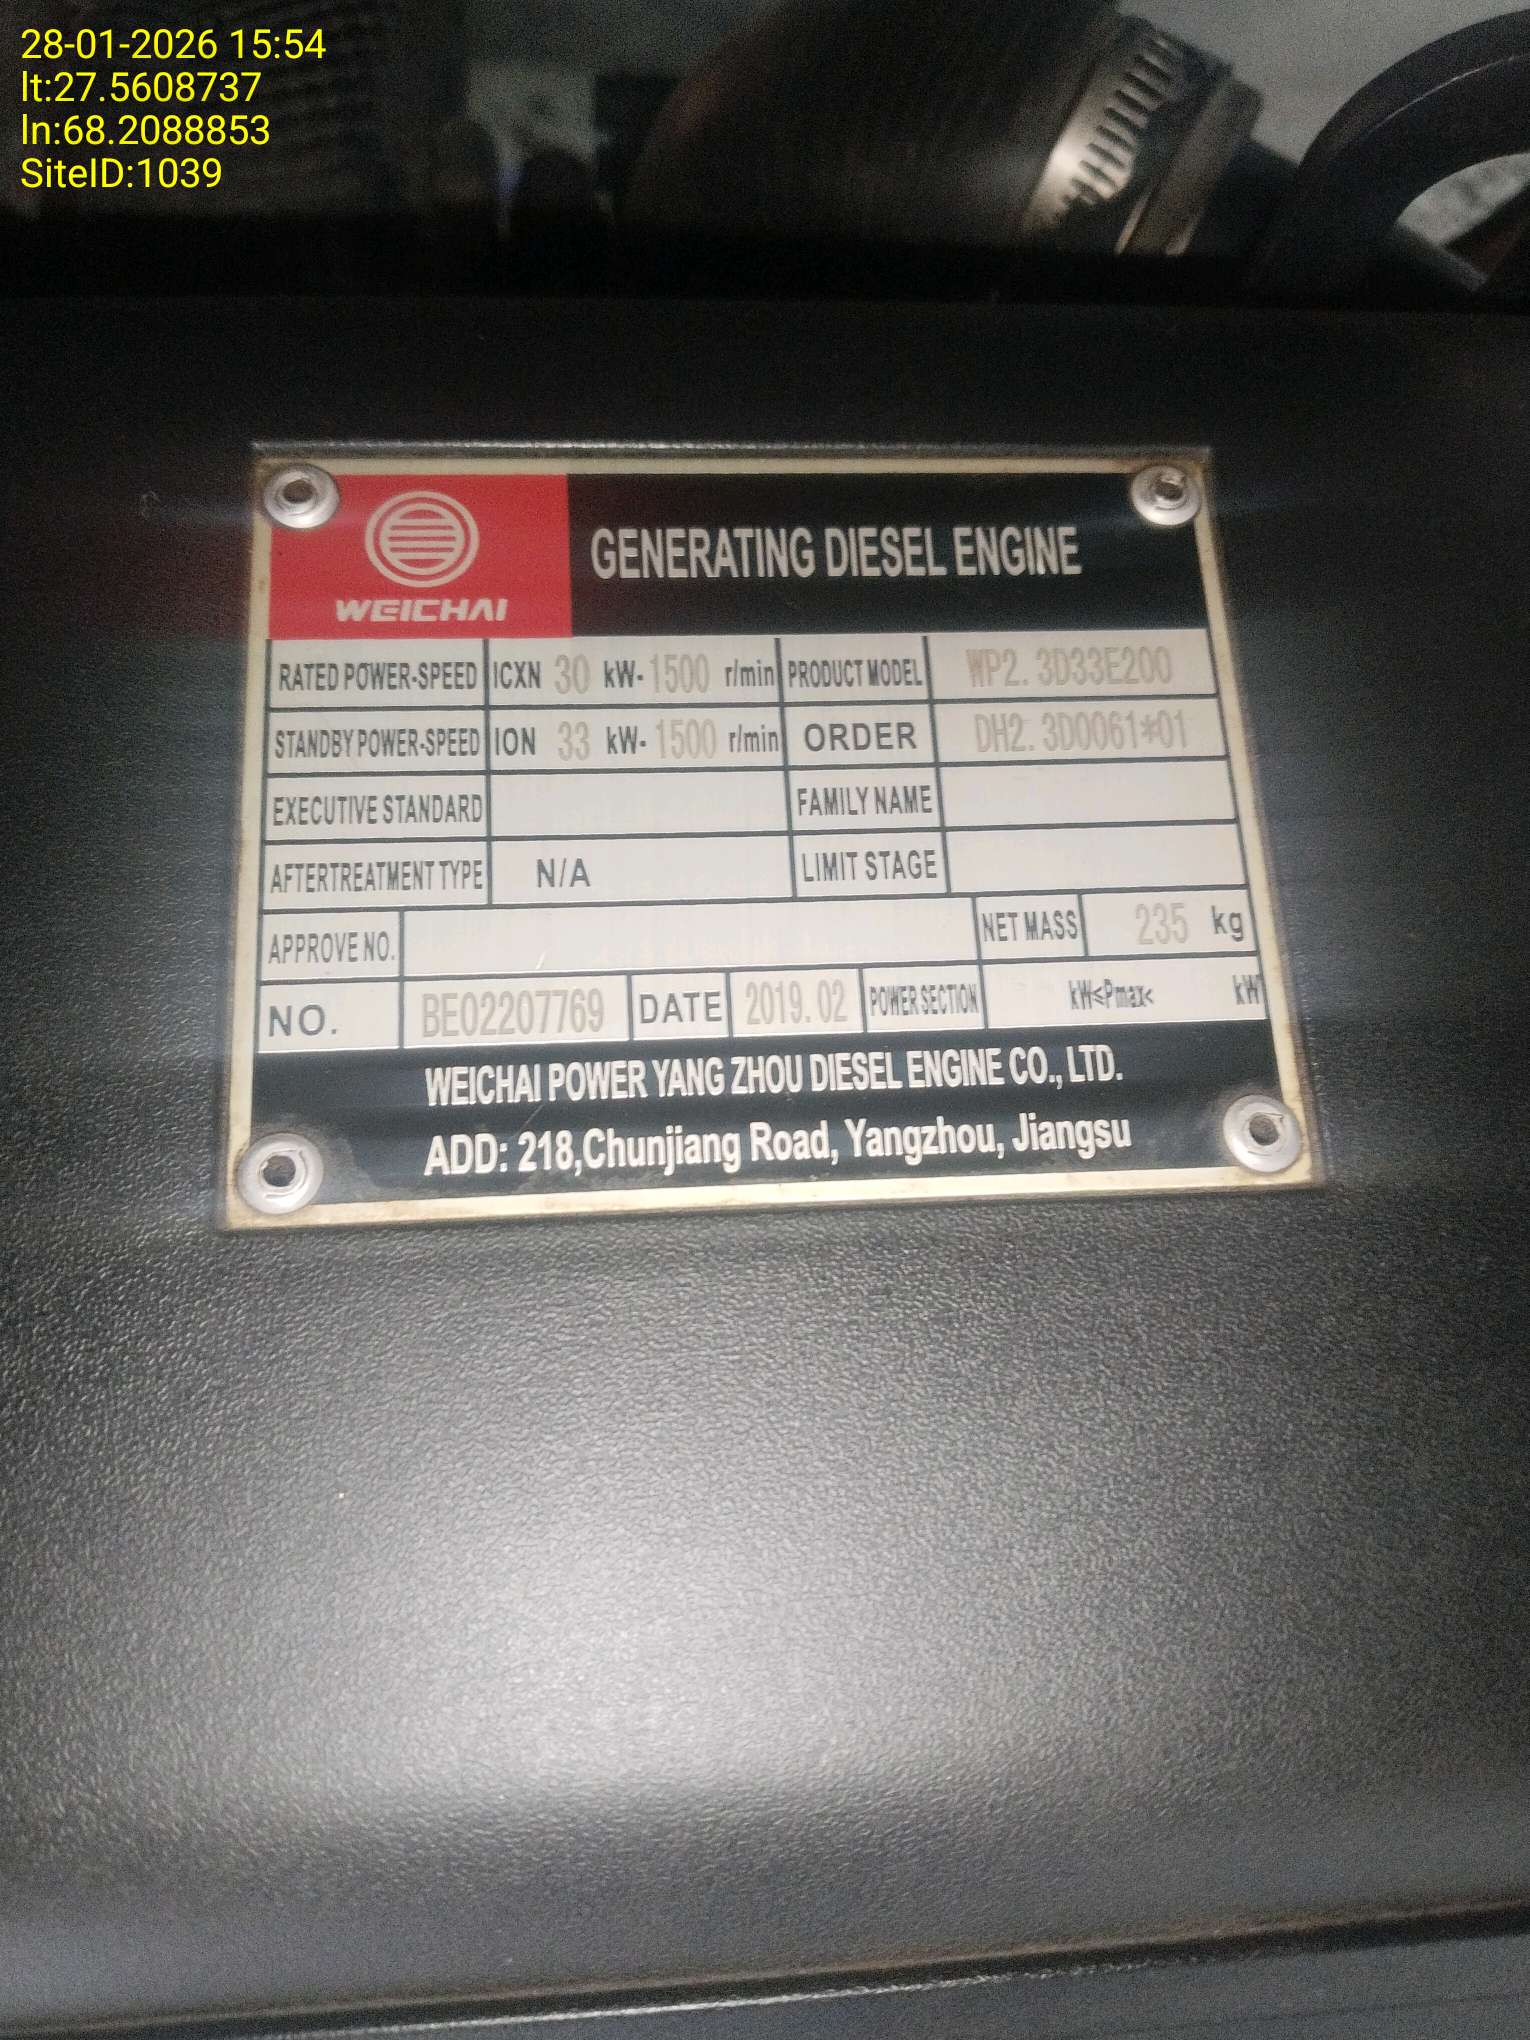 28-01-2026 15:54
lt:27.5608737
ln:68.2088853
SiteID:1039
WEICHAI
GENERATING DIESEL ENGINE
RATED POWER-SPEED ICXN 30 kW- 1500 r/min PRODUCT MODEL WP2.3D33E200
STANDBY POWER-SPEED ION 33 kW- 1500 r/min ORDER DH2.3D0061*01
EXECUTIVE STANDARD FAMILY NAME
AFTERTREATMENT TYPE N/A LIMIT STAGE
APPROVE NO. NET MASS 235 kg
NO. BE02207769 DATE 2019.02 POWER SECTION kW≤Pmax< kW
WEICHAI POWER YANG ZHOU DIESEL ENGINE CO., LTD.
ADD: 218,Chunjiang Road, Yangzhou, Jiangsu